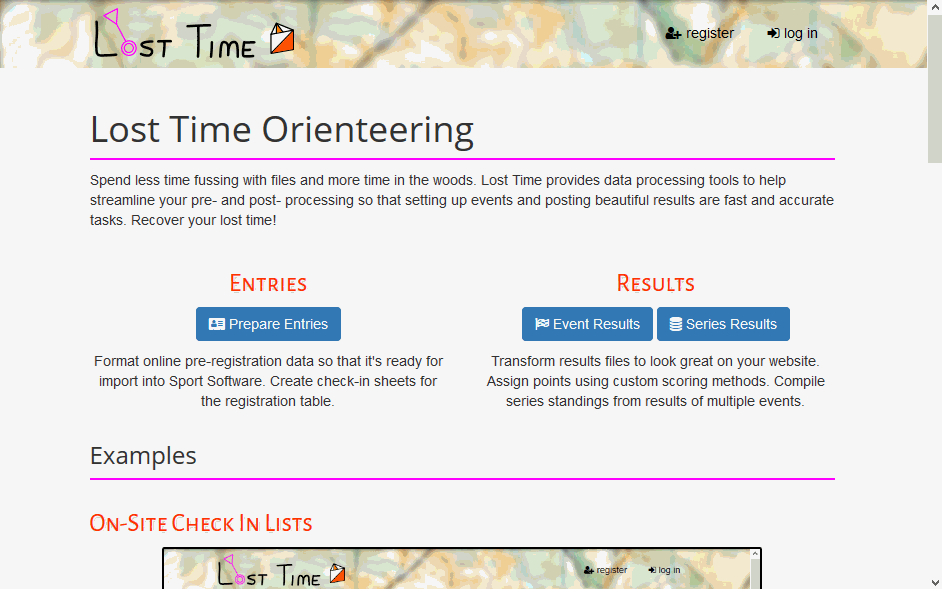 Lost Time
register
log in
Lost Time Orienteering
Spend less time fussing with files and more time in the woods. Lost Time provides data processing tools to help
streamline your pre- and post- processing so that setting up events and posting beautiful results are fast and accurate
tasks. Recover your lost time!
Entries
Results
Prepare Entries
Event Results
Series Results
Format online pre-registration data so that it's ready for
import into Sport Software. Create check-in sheets for
the registration table.
Transform results files to look great on your website.
Assign points using custom scoring methods. Compile
series standings from results of multiple events.
Examples
On-Site Check In Lists
Lost Time
register
log in